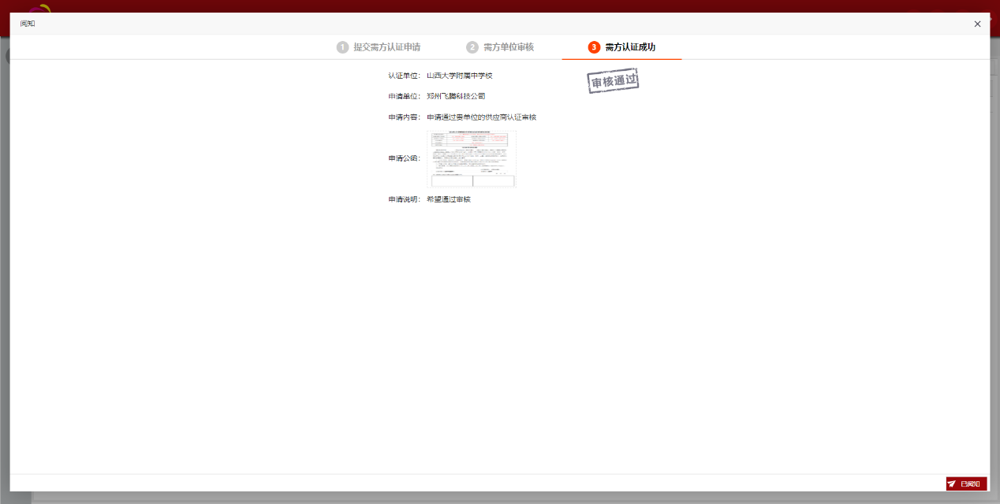 阅知
1 提交需方认证申请 2 需方单位审核 3 需方认证成功
认证单位： 山西大学附属中学校
审核通过
申请单位： 郑州飞腾科技公司
申请内容： 申请通过贵单位的供应商认证审核
申请公函：
申请说明： 希望通过审核
已阅知